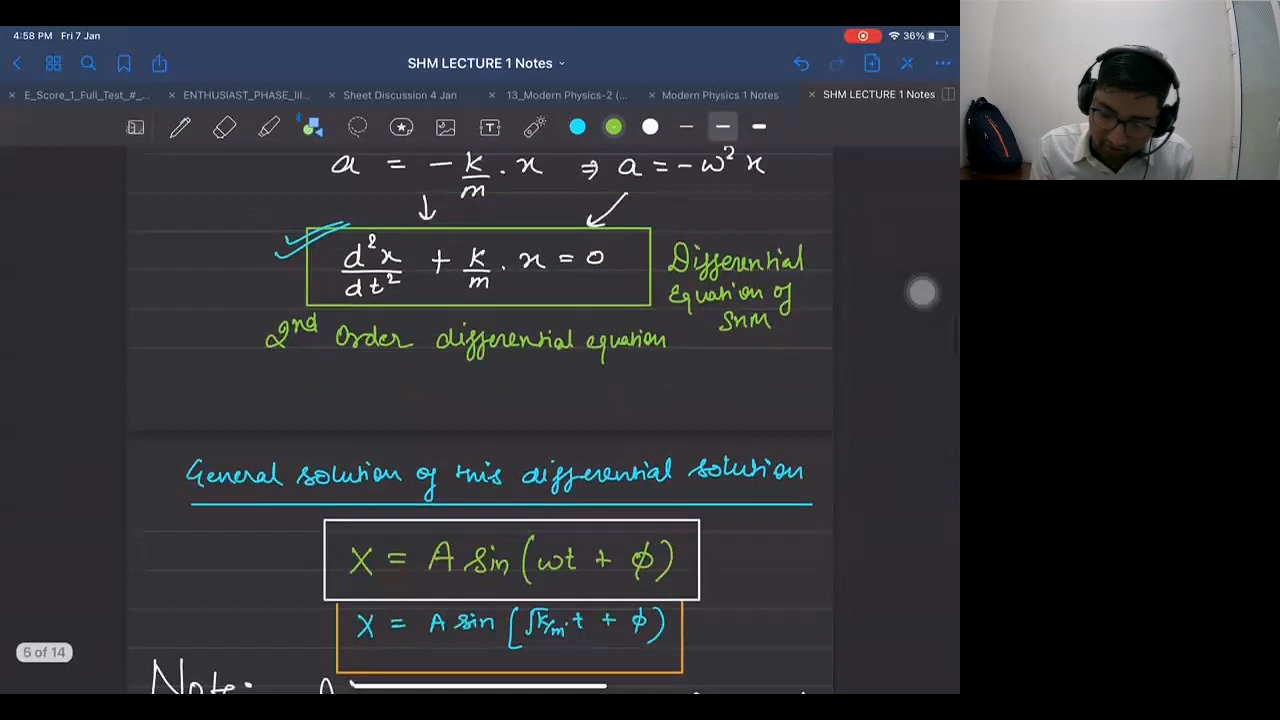 4:58 PM Fri 7 Jan
36%
SHM LECTURE 1 Notes
E_Score_1_Full_Test_#_...
ENTHUSIAST_PHASE_III...
Sheet Discussion 4 Jan
13_Modern Physics-2 (...
Modern Physics 1 Notes
SHM LECTURE 1 Notes
a = - k/m . x ⇒ a = -ω² x
d²x/dt² + k/m . x = 0
Differential
Equation of
SHM
2nd Order differential equation
General solution of this differential solution
X = A sin (ωt + ϕ)
X = A sin [√k/m . t + ϕ)
6 of 14
Note: